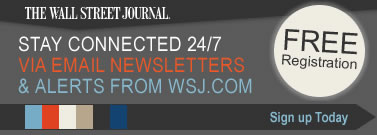 THE WALL STREET JOURNAL.
STAY CONNECTED 24/7
VIA EMAIL NEWSLETTERS
& ALERTS FROM WSJ.COM
FREE
Registration
Sign up Today